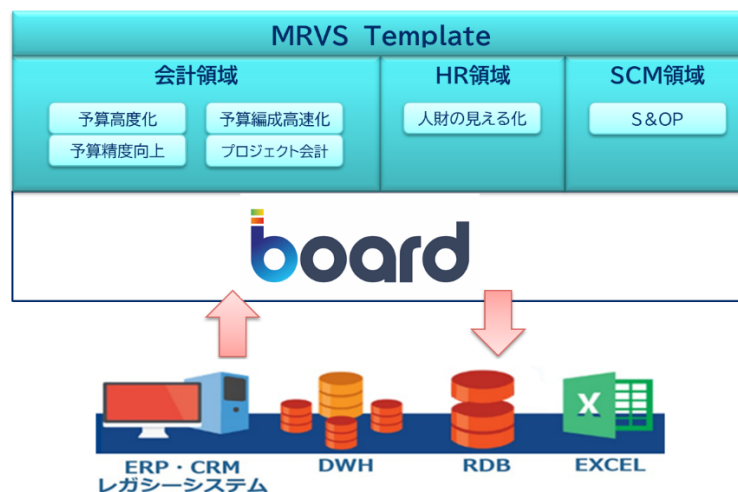 MRVS Template
会計領域
HR領域
SCM領域
予算高度化
予算編成高速化
人財の見える化
S&OP
予算精度向上
プロジェクト会計
board
ERP・CRM
レガシーシステム
DWH
RDB
X
EXCEL